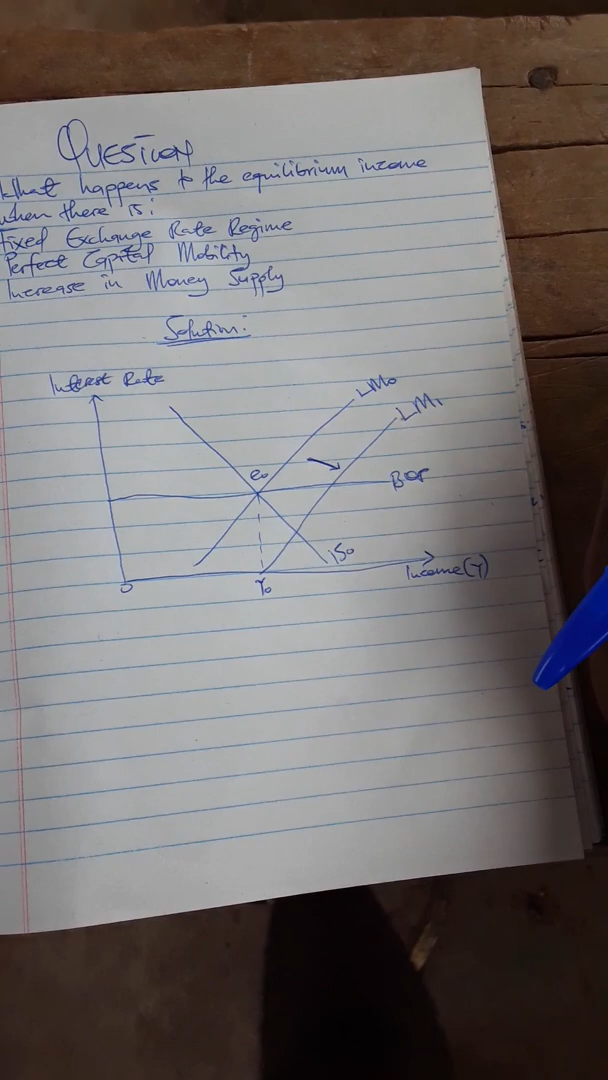 QUESTION
What happens to the equilibrium income
when there is:
Fixed Exchange Rate Regime
Perfect Capital Mobility
Increase in Money Supply
Solution:
Interest Rate
LM₀
LM₁
e₀
BOP
IS₀
Income (Y)
0
Y₀